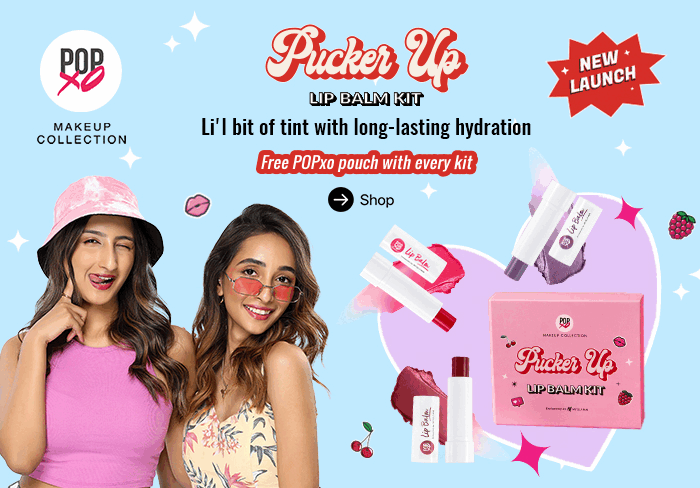 POP
XO
MAKEUP
COLLECTION
Pucker Up
LIP BALM KIT
Li'l bit of tint with long-lasting hydration
Free POPxo pouch with every kit
Shop
NEW
LAUNCH
Lip Balm
Lip Balm
Lip Balm
POP
XO
MAKEUP COLLECTION
Pucker Up
LIP BALM KIT